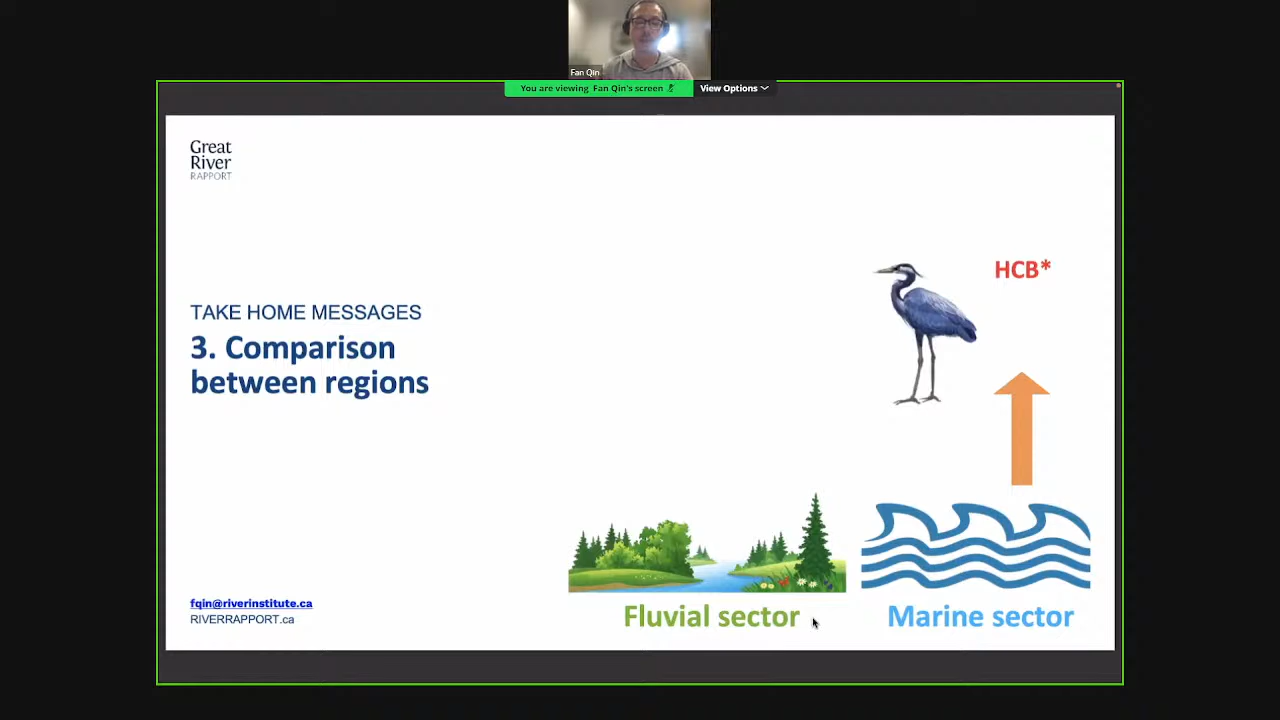 Fan Qin
You are viewing Fan Qin's screen
View Options
Great
River
RAPPORT
HCB*
TAKE HOME MESSAGES
3. Comparison
between regions
fqin@riverinstitute.ca
RIVERRAPPORT.ca
Fluvial sector
Marine sector